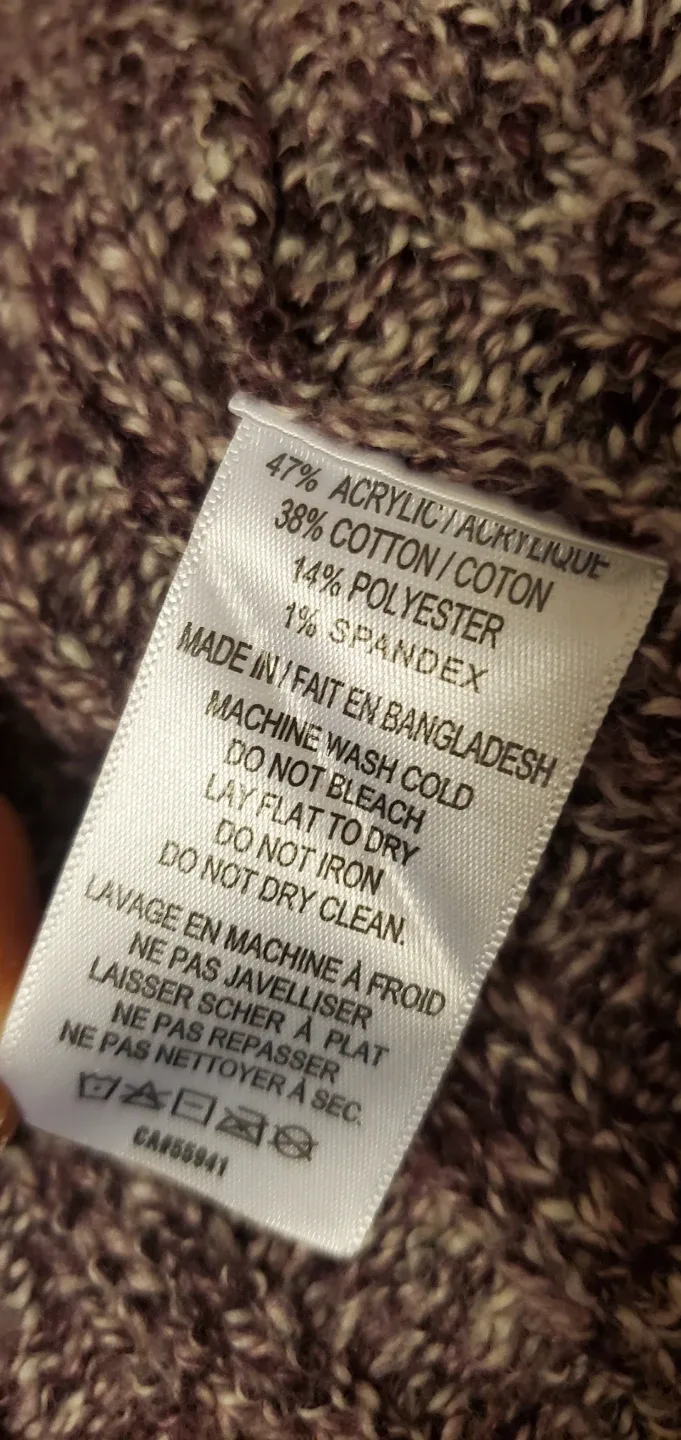 47% ACRYLIC / ACRYLIQUE
38% COTTON / COTON
14% POLYESTER
1% SPANDEX
MADE IN / FAIT EN BANGLADESH
MACHINE WASH COLD
DO NOT BLEACH
LAY FLAT TO DRY
DO NOT IRON
DO NOT DRY CLEAN.
LAVAGE EN MACHINE À FROID
NE PAS JAVELLISER
LAISSER SCHER À PLAT
NE PAS REPASSER
NE PAS NETTOYER À SEC.
CA#55941